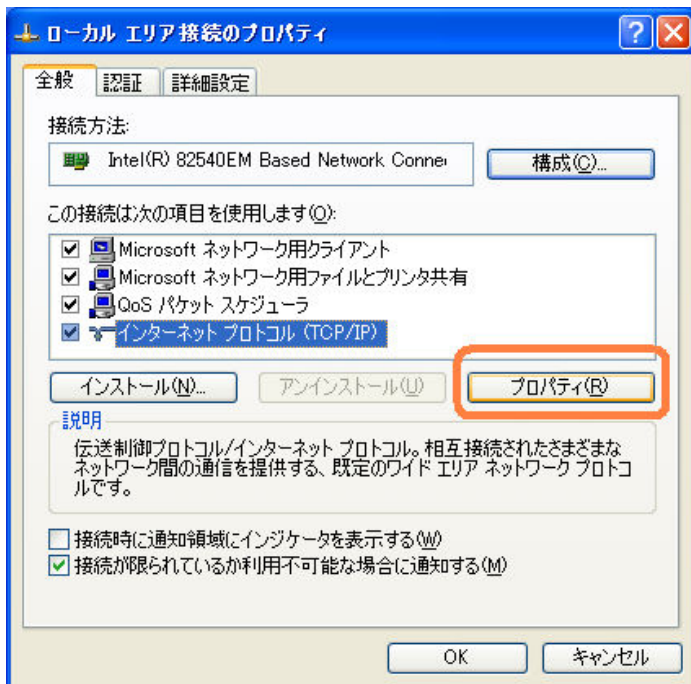 ローカル エリア接続のプロパティ
全般 認証 詳細設定
接続方法:
Intel(R) 82540EM Based Network Conne
構成(C)...
この接続は次の項目を使用します(O):
Microsoft ネットワーク用クライアント
Microsoft ネットワーク用ファイルとプリンタ共有
QoS パケット スケジューラ
インターネット プロトコル (TCP/IP)
インストール(N)... アンインストール(U) プロパティ(R)
説明
伝送制御プロトコル/インターネット プロトコル。相互接続されたさまざまな
ネットワーク間の通信を提供する、既定のワイド エリア ネットワーク プロトコ
ルです。
接続時に通知領域にインジケータを表示する(W)
接続が限られているか利用不可能な場合に通知する(M)
OK キャンセル